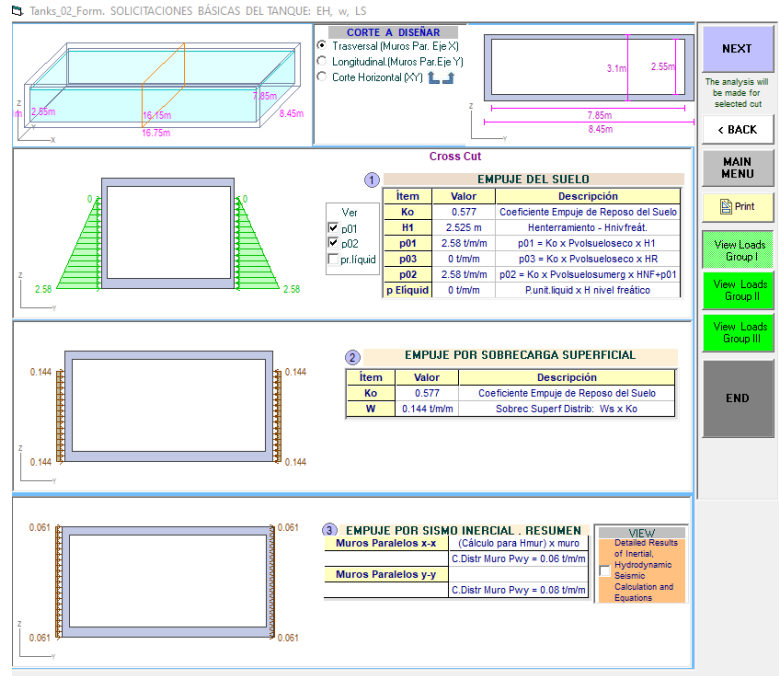 Tanks_02_Form. SOLICITACIONES BÁSICAS DEL TANQUE: EH, w, LS
Z
m
2.55m
Y
X
16.15m
16.75m
7.85m
8.45m
CORTE A DISEÑAR
Trasversal (Muros Par. Eje X)
Longitudinal.(Muros Par.Eje Y)
Corte Horizontal (XY)
3.1m
2.55m
7.85m
8.45m
Z
Y
NEXT
The analysis will
be made for
selected cut
< BACK
MAIN
MENU
Print
View Loads
Group I
View Loads
Group II
View Loads
Group III
END
Cross Cut
0
0
2.58
2.58
Z
Y
Ver
p01
p02
pr.líquid
1 EMPUJE DEL SUELO
Ítem Valor Descripción
Ko 0.577 Coeficiente Empuje de Reposo del Suelo
H1 2.525 m Henterramiento - Hnivfreát.
p01 2.58 t/m/m p01 = Ko x Pvolsueloseco x H1
p03 0 t/m/m p03 = Ko x Pvolsueloseco x HR
p02 2.58 t/m/m p02 = Ko x Pvolsuelosumerg x HNF+p01
p Elíquid 0 t/m/m P.unit.liquid x H nivel freático
0.144
0.144
0.144
0.144
Z
Y
2 EMPUJE POR SOBRECARGA SUPERFICIAL
Ítem Valor Descripción
Ko 0.577 Coeficiente Empuje de Reposo del Suelo
W 0.144 t/m/m Sobrec Superf Distrib: Ws x Ko
0.061
0.061
0.061
0.061
Z
Y
3 EMPUJE POR SISMO INERCIAL . RESUMEN
Muros Paralelos x-x (Cálculo para Hmur) x muro
C.Distr Muro Pwy = 0.06 t/m/m
Muros Paralelos y-y
C.Distr Muro Pwy = 0.08 t/m/m
VIEW
Detailed Results
of Inertial,
Hydrodynamic
Seismic
Calculation and
Equations